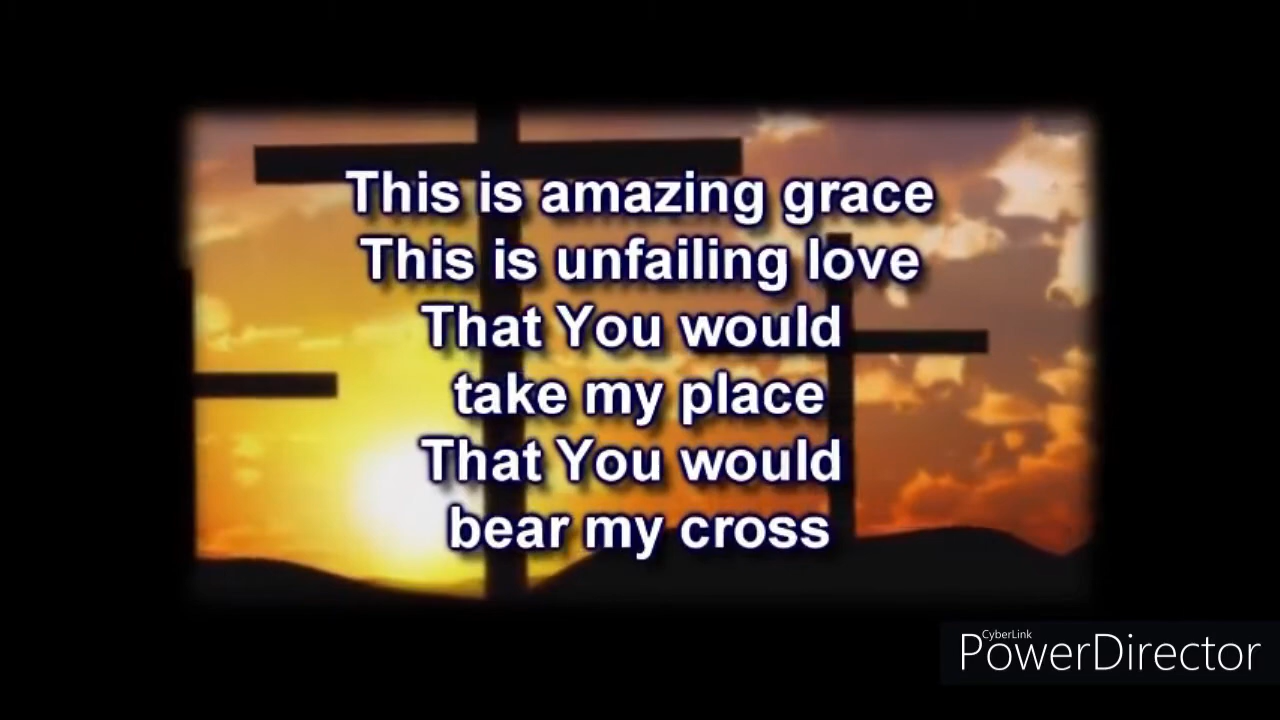 This is amazing grace
This is unfailing love
That You would
take my place
That You would
bear my cross
CyberLink
PowerDirector